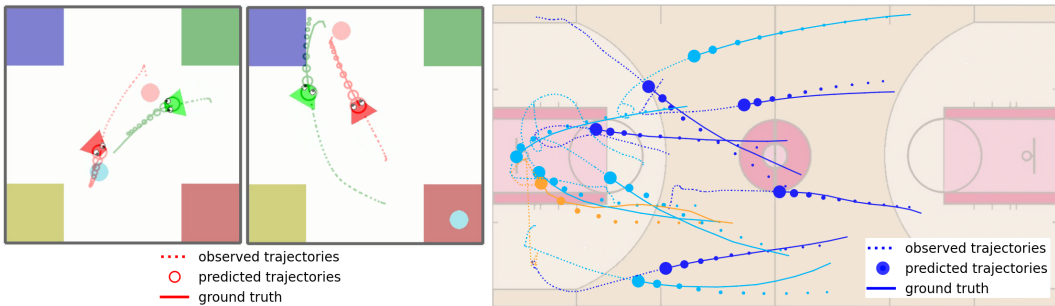 observed trajectories
predicted trajectories
ground truth
observed trajectories
predicted trajectories
ground truth